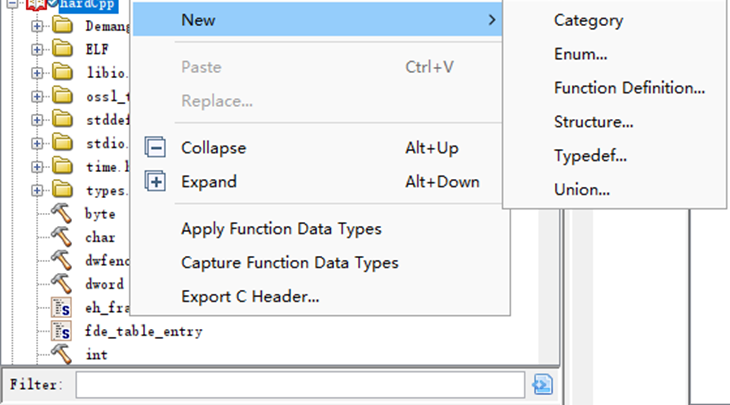 hardCpp
Demang
ELF
libio.
ossl_t
stddef
stdio.
time.h
types.
byte
char
dwfenc
dword
eh_fra
fde_table_entry
int
Filter:
New
Paste Ctrl+V
Replace...
Collapse Alt+Up
Expand Alt+Down
Apply Function Data Types
Capture Function Data Types
Export C Header...
Category
Enum...
Function Definition...
Structure...
Typedef...
Union...